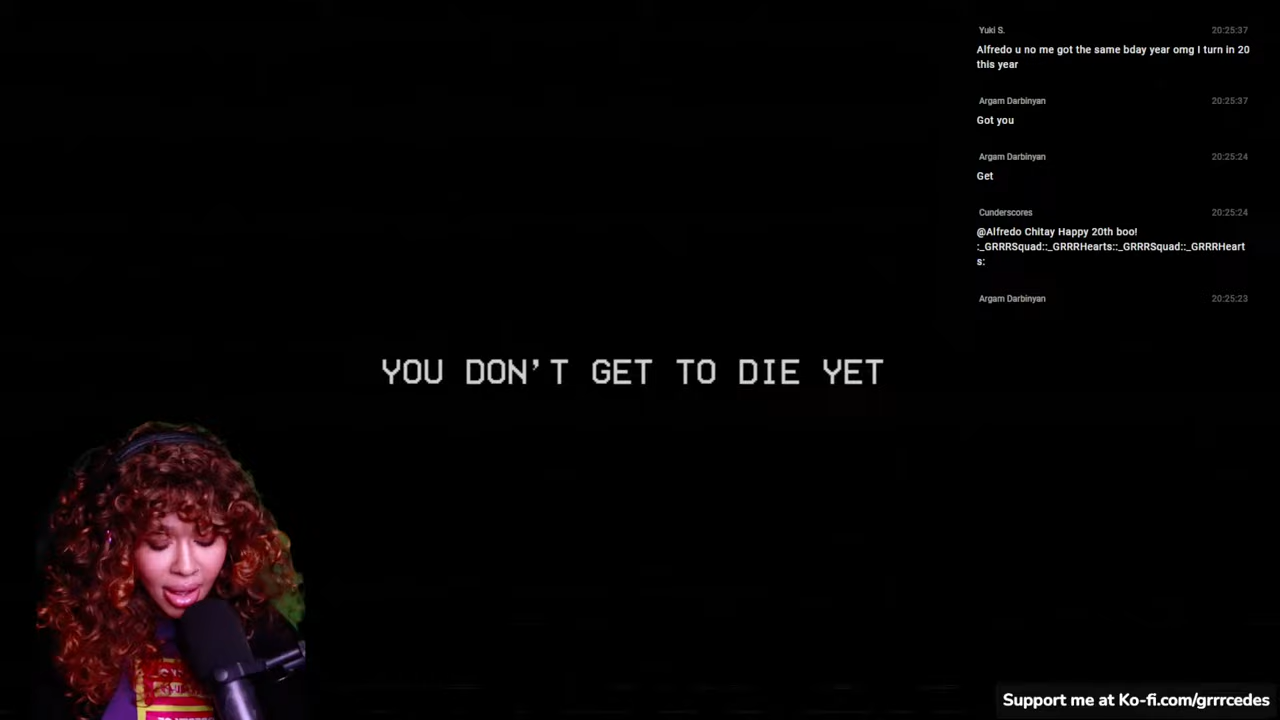 Yuki S. 20:25:37
Alfredo u no me got the same bday year omg I turn in 20
this year
Argam Darbinyan 20:25:37
Got you
Argam Darbinyan 20:25:24
Get
Cunderscores 20:25:24
@Alfredo Chitay Happy 20th boo!
:_GRRRSquad::_GRRRHearts::_GRRRSquad::_GRRRHeart
s:
Argam Darbinyan 20:25:23
YOU DON'T GET TO DIE YET
Support me at Ko-fi.com/grrrcedes